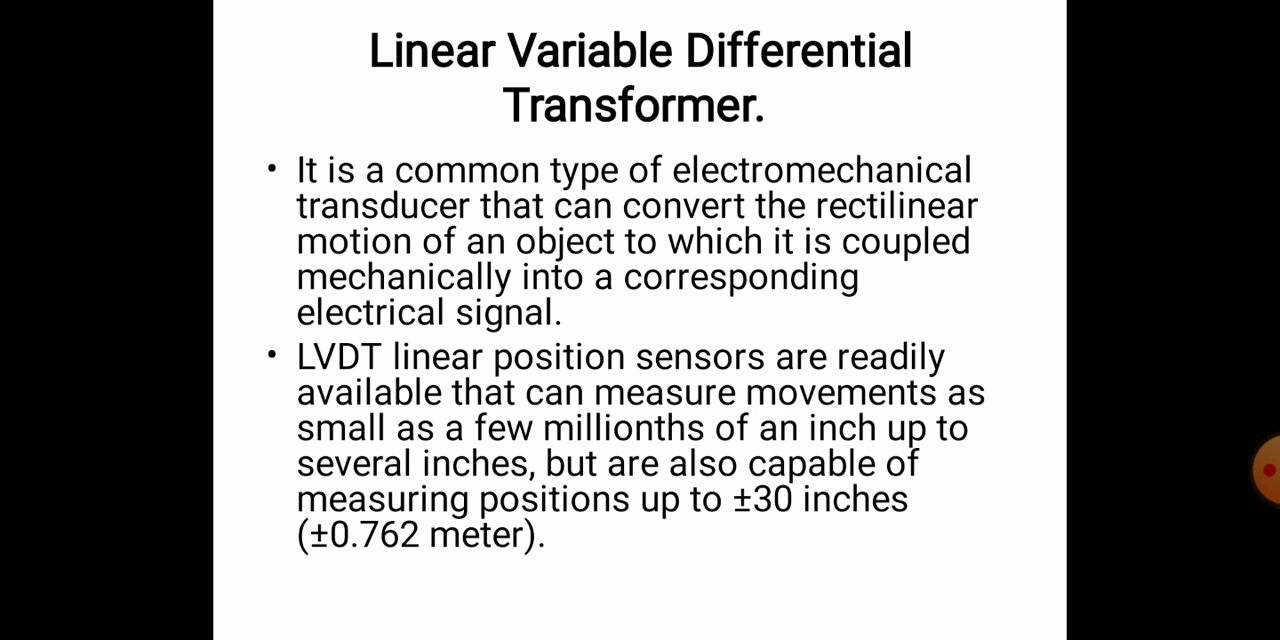 Linear Variable Differential
Transformer.
• It is a common type of electromechanical
transducer that can convert the rectilinear
motion of an object to which it is coupled
mechanically into a corresponding
electrical signal.
• LVDT linear position sensors are readily
available that can measure movements as
small as a few millionths of an inch up to
several inches, but are also capable of
measuring positions up to ±30 inches
(±0.762 meter).